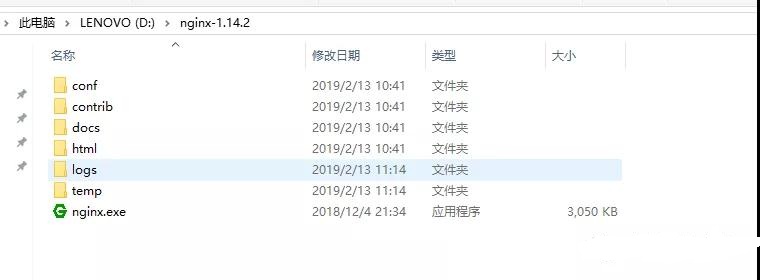 此电脑 > LENOVO (D:) > nginx-1.14.2
名称 修改日期 类型 大小
conf 2019/2/13 10:41 文件夹
contrib 2019/2/13 10:41 文件夹
docs 2019/2/13 10:41 文件夹
html 2019/2/13 10:41 文件夹
logs 2019/2/13 11:14 文件夹
temp 2019/2/13 11:14 文件夹
nginx.exe 2018/12/4 21:34 应用程序 3,050 KB